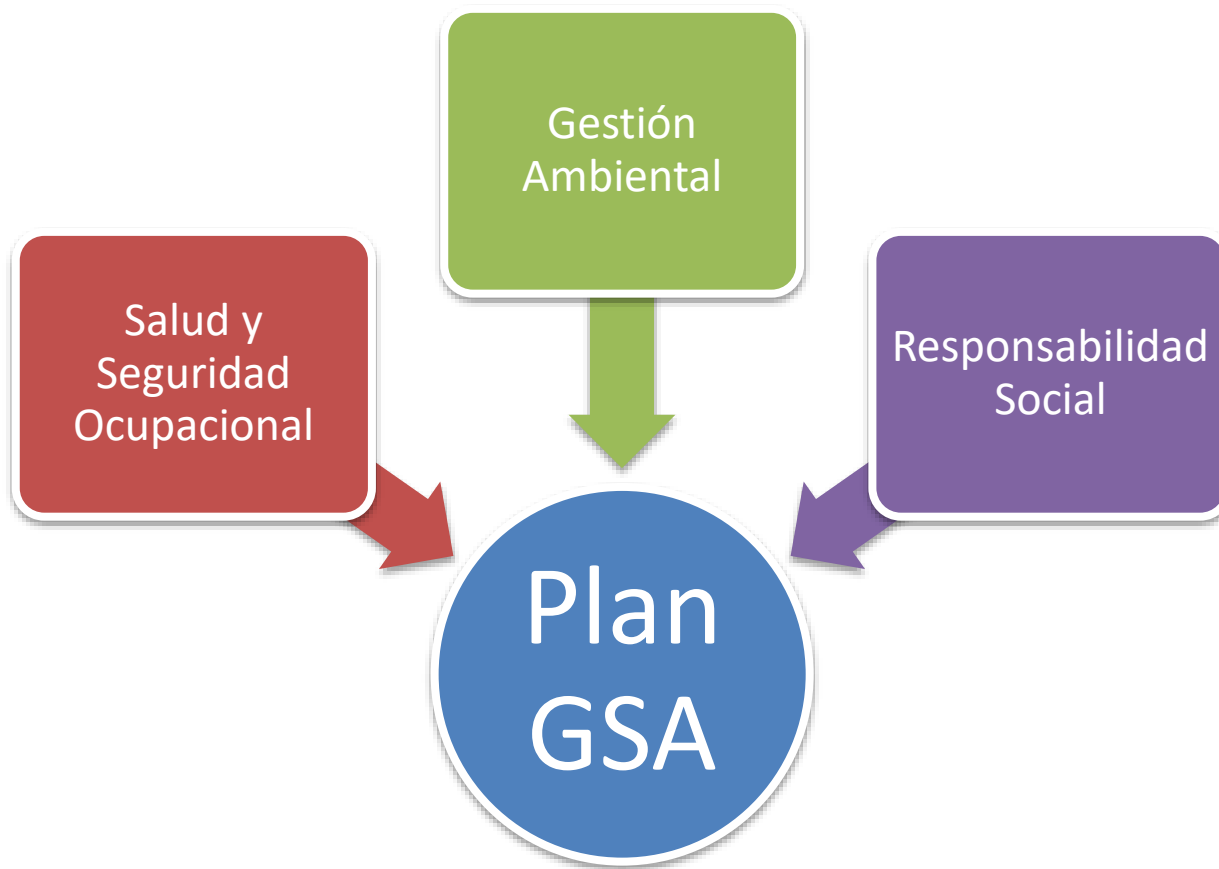 Gestión
Ambiental
Salud y
Seguridad
Ocupacional
Responsabilidad
Social
Plan
GSA